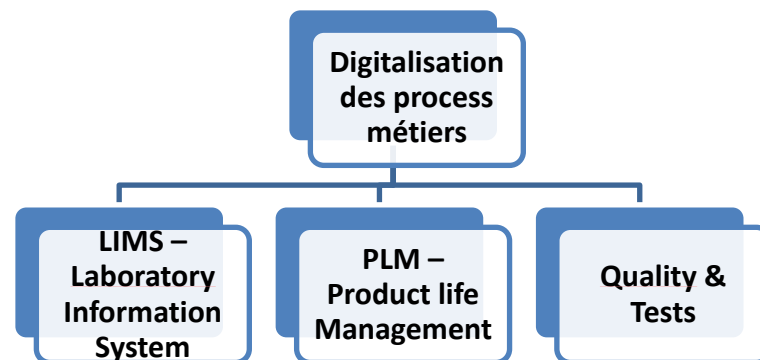 Digitalisation
des process
métiers
LIMS –
Laboratory
Information
System
PLM –
Product life
Management
Quality &
Tests